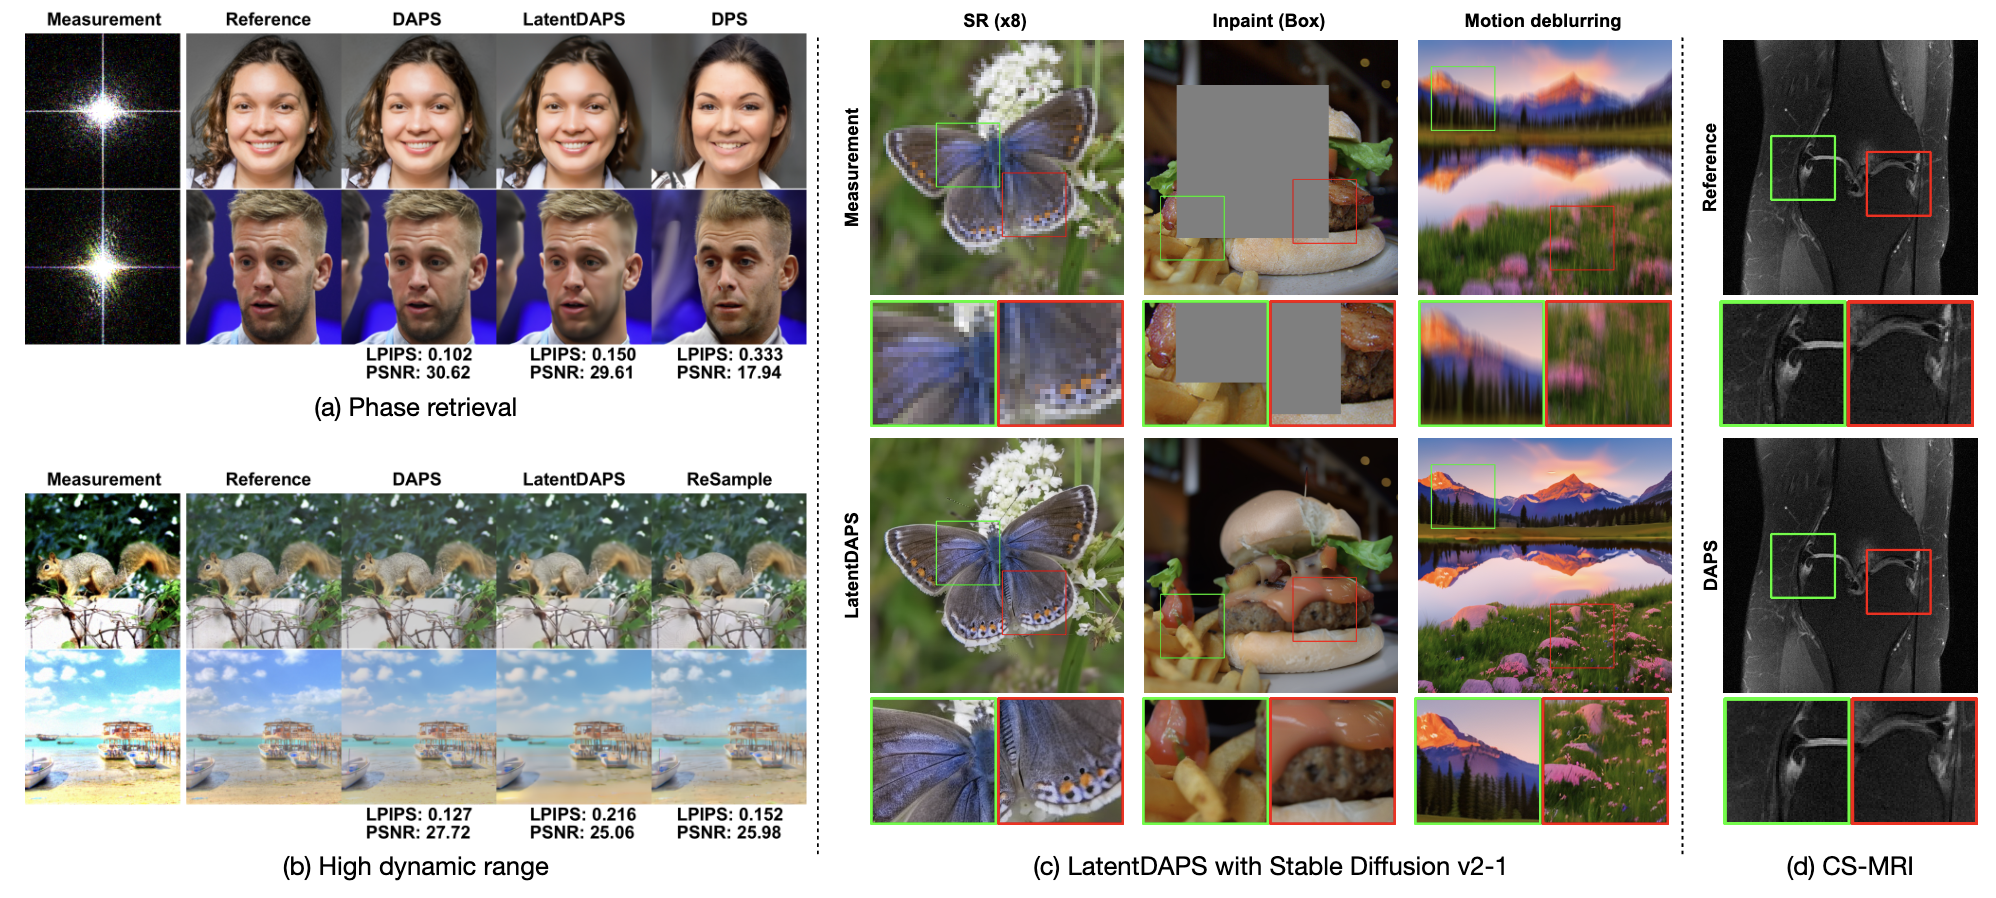 Measurement Reference DAPS LatentDAPS DPS
LPIPS: 0.102 LPIPS: 0.150 LPIPS: 0.333
PSNR: 30.62 PSNR: 29.61 PSNR: 17.94
(a) Phase retrieval
Measurement Reference DAPS LatentDAPS ReSample
LPIPS: 0.127 LPIPS: 0.216 LPIPS: 0.152
PSNR: 27.72 PSNR: 25.06 PSNR: 25.98
(b) High dynamic range
SR (x8) Inpaint (Box) Motion deblurring
Measurement
LatentDAPS
(c) LatentDAPS with Stable Diffusion v2-1
Reference
DAPS
(d) CS-MRI